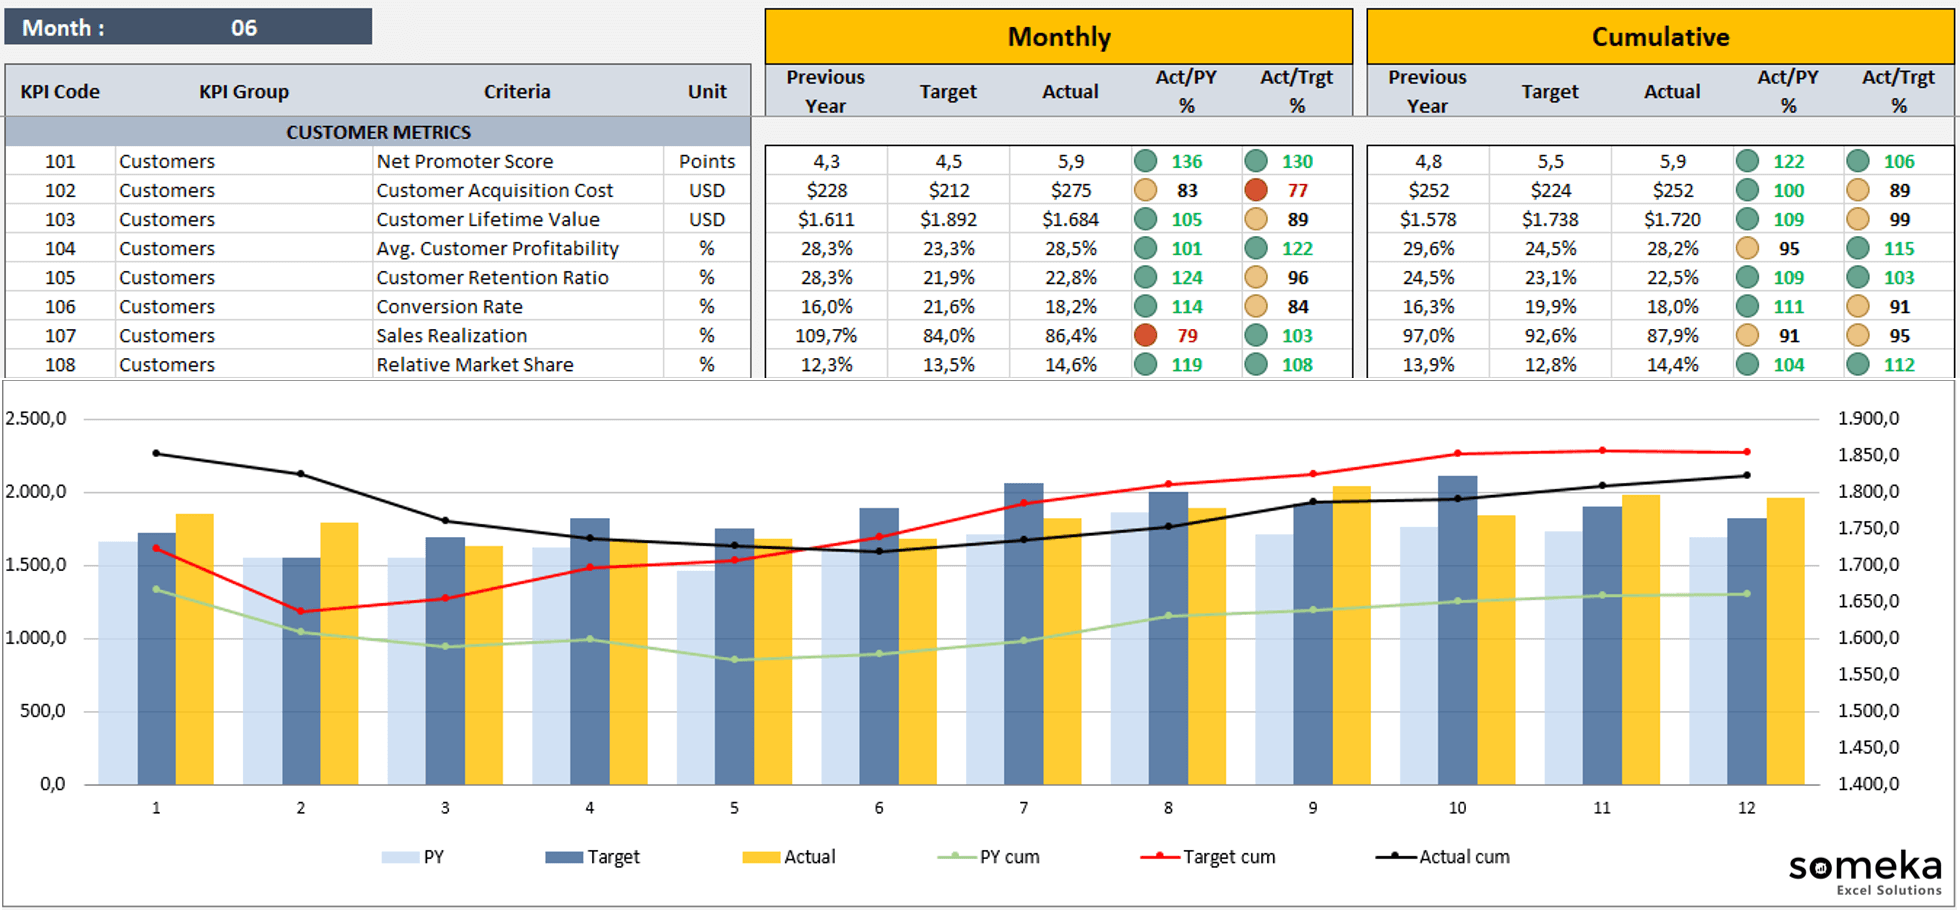 Month : 06
Monthly Cumulative
KPI Code KPI Group Criteria Unit Previous Year Target Actual Act/PY % Act/Trgt % Previous Year Target Actual Act/PY % Act/Trgt %
CUSTOMER METRICS
101 Customers Net Promoter Score Points 4,3 4,5 5,9 136 130 4,8 5,5 5,9 122 106
102 Customers Customer Acquisition Cost USD $228 $212 $275 83 77 $252 $224 $252 100 89
103 Customers Customer Lifetime Value USD $1.611 $1.892 $1.684 105 89 $1.578 $1.738 $1.720 109 99
104 Customers Avg. Customer Profitability % 28,3% 23,3% 28,5% 101 122 29,6% 24,5% 28,2% 95 115
105 Customers Customer Retention Ratio % 28,3% 21,9% 22,8% 124 96 24,5% 23,1% 22,5% 109 103
106 Customers Conversion Rate % 16,0% 21,6% 18,2% 114 84 16,3% 19,9% 18,0% 111 91
107 Customers Sales Realization % 109,7% 84,0% 86,4% 79 103 97,0% 92,6% 87,9% 91 95
108 Customers Relative Market Share % 12,3% 13,5% 14,6% 119 108 13,9% 12,8% 14,4% 104 112
2.500,0
2.000,0
1.500,0
1.000,0
500,0
0,0
1.900,0
1.850,0
1.800,0
1.750,0
1.700,0
1.650,0
1.600,0
1.550,0
1.500,0
1.450,0
1.400,0
1 2 3 4 5 6 7 8 9 10 11 12
PY Target Actual PY cum Target cum Actual cum
someka
Excel Solutions